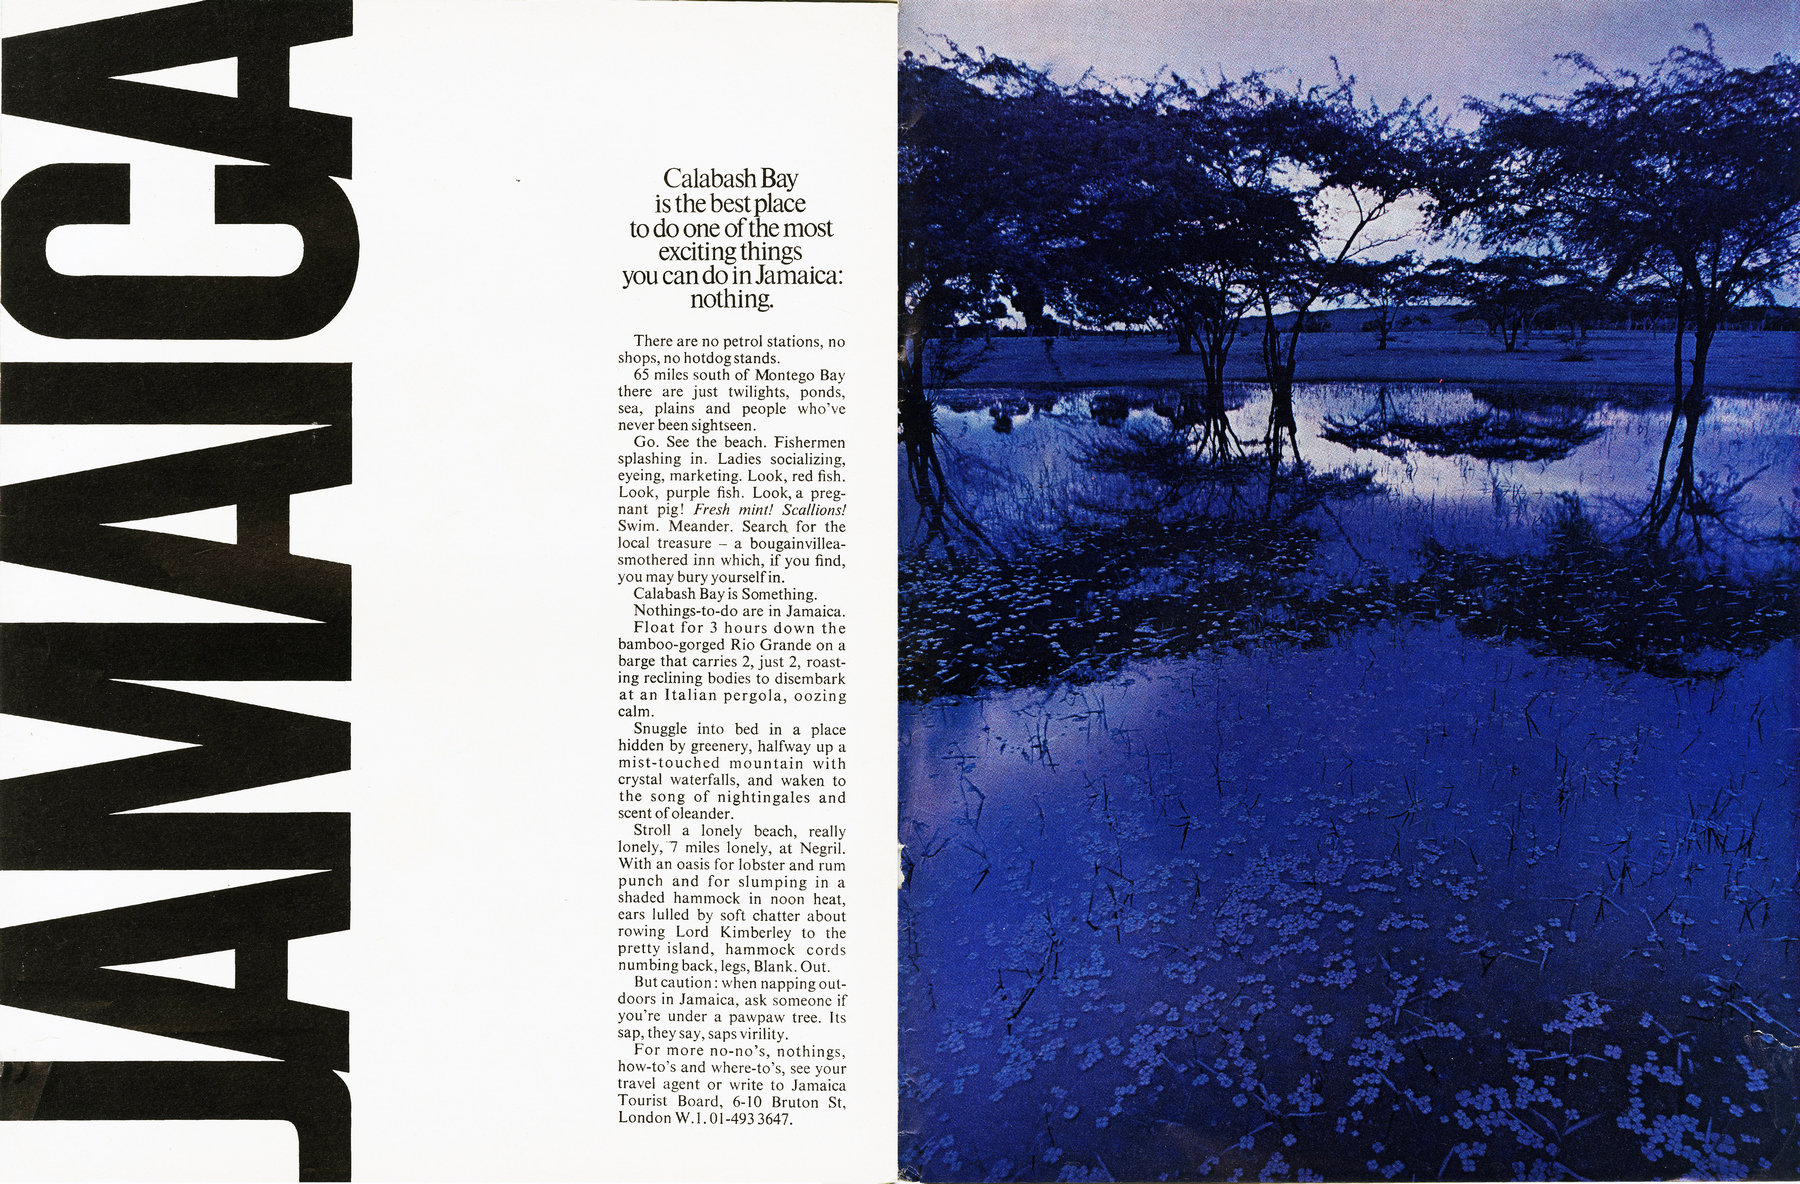 JAMAICA
Calabash Bay
is the best place
to do one of the most
exciting things
you can do in Jamaica:
nothing.
There are no petrol stations, no
shops, no hotdog stands.
65 miles south of Montego Bay
there are just twilights, ponds,
sea, plains and people who've
never been sightseen.
Go. See the beach. Fishermen
splashing in. Ladies socializing,
eyeing, marketing. Look, red fish.
Look, purple fish. Look, a preg-
nant pig! Fresh mint! Scallions!
Swim. Meander. Search for the
local treasure – a bougainvillea-
smothered inn which, if you find,
you may bury yourself in.
Calabash Bay is Something.
Nothings-to-do are in Jamaica.
Float for 3 hours down the
bamboo-gorged Rio Grande on a
barge that carries 2, just 2, roast-
ing reclining bodies to disembark
at an Italian pergola, oozing
calm.
Snuggle into bed in a place
hidden by greenery, halfway up a
mist-touched mountain with
crystal waterfalls, and waken to
the song of nightingales and
scent of oleander.
Stroll a lonely beach, really
lonely, 7 miles lonely, at Negril.
With an oasis for lobster and rum
punch and for slumping in a
shaded hammock in noon heat,
ears lulled by soft chatter about
rowing Lord Kimberley to the
pretty island, hammock cords
numbing back, legs, Blank. Out.
But caution: when napping out-
doors in Jamaica, ask someone if
you're under a pawpaw tree. Its
sap, they say, saps virility.
For more no-no's, nothings,
how-to's and where-to's, see your
travel agent or write to Jamaica
Tourist Board, 6-10 Bruton St,
London W.1. 01-493 3647.